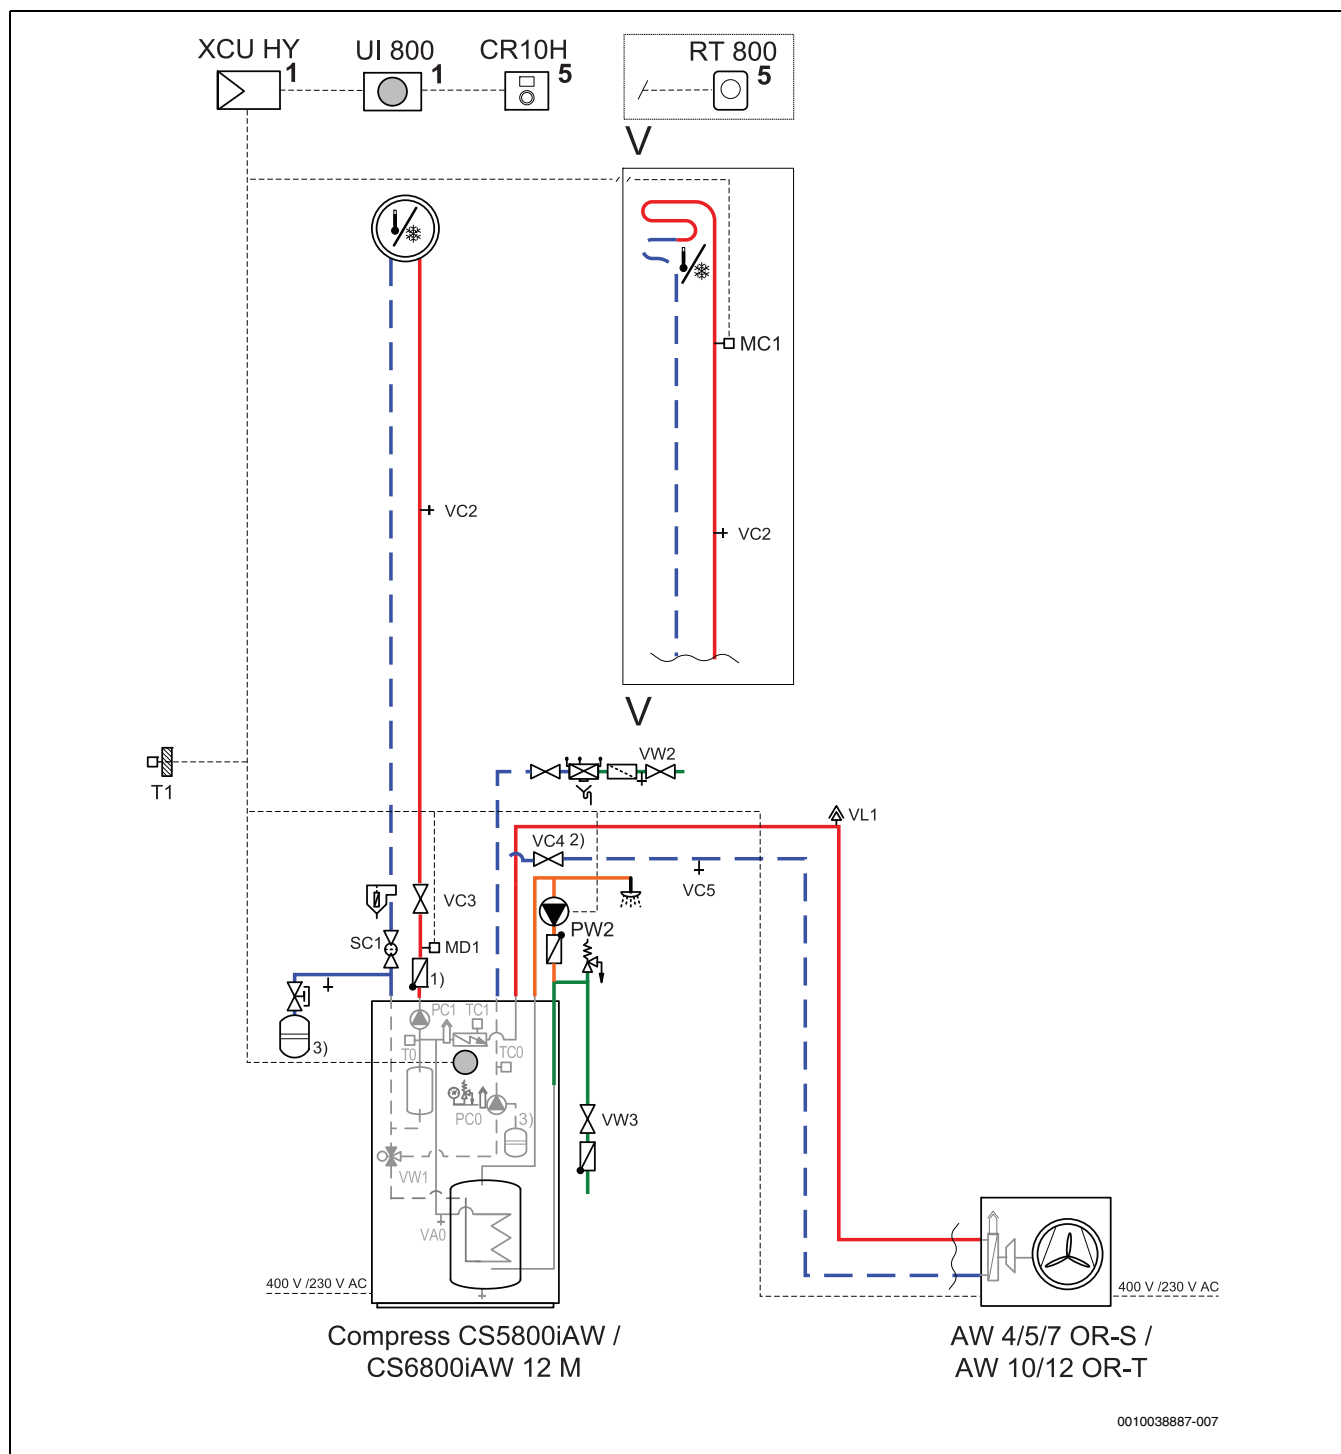 XCU HY
1
UI 800
1
CR10H
5
RT 800
5
V
MC1
VC2
VC2
V
T1
VW2
VL1
VC4 2)
VC5
VC3
PW2
SC1
MD1
1)
3)
PC1
TC1
T0
TC0
PC0
3)
VW3
VW1
VA0
400 V /230 V AC
400 V /230 V AC
Compress CS5800iAW /
CS6800iAW 12 M
AW 4/5/7 OR-S /
AW 10/12 OR-T
0010038887-007